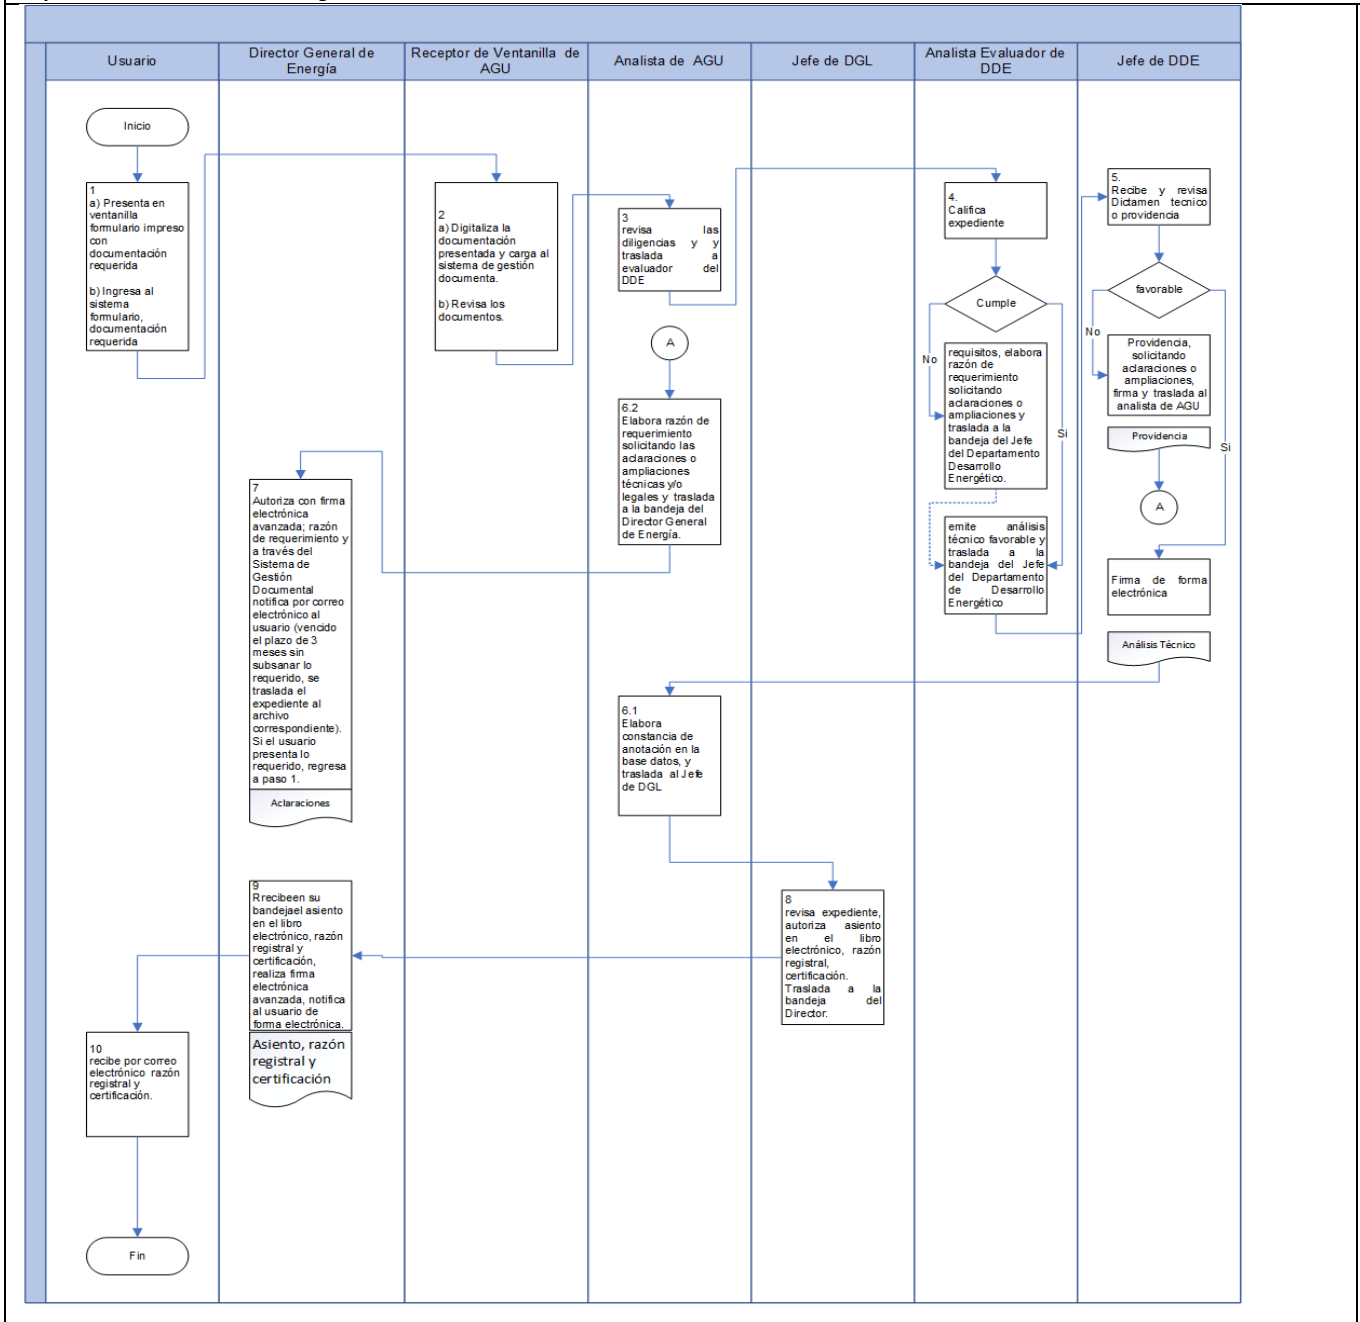 Usuario
Director General de
Energía
Receptor de Ventanilla de
AGU
Analista de AGU
Jefe de DGL
Analista Evaluador de
DDE
Jefe de DDE
Inicio
1
a) Presenta en
ventanilla
formulario impreso
con
documentación
requerida
b) Ingresa al
sistema
formulario,
documentación
requerida
2
a) Digitaliza la
documentación
presentada y carga al
sistema de gestión
documenta.
b) Revisa los
documentos.
3
revisa las
diligencias y y
traslada a
evaluador del
DDE
4.
Califica
expediente
5.
Recibe y revisa
Dictamen tecnico
o providencia
Cumple
favorable
No
Si
No
Si
requisitos, elabora
razón de
requerimiento
solicitando
aclaraciones o
ampliaciones y
traslada a la
bandeja del Jefe
del Departamento
Desarrollo
Energético.
Providencia,
solicitando
aclaraciones o
ampliaciones,
firma y traslada al
analista de AGU
Providencia
A
A
6.2
Elabora razón de
requerimiento
solicitando las
aclaraciones o
ampliaciones
técnicas y/o
legales y traslada
a la bandeja del
Director General
de Energía.
7
Autoriza con firma
electrónica
avanzada; razón
de requerimiento y
a través del
Sistema de
Gestión
Documental
notifica por correo
electrónico al
usuario (vencido
el plazo de 3
meses sin
subsanar lo
requerido, se
traslada el
expediente al
archivo
correspondiente).
Si el usuario
presenta lo
requerido, regresa
a paso 1.
Aclaraciones
emite análisis
técnico favorable y
traslada a la
bandeja del Jefe
del Departamento
de Desarrollo
Energético
Firma de forma
electrónica
Análisis Técnico
6.1
Elabora
constancia de
anotación en la
base datos, y
traslada al Jefe
de DGL
8
revisa expediente,
autoriza asiento
en el libro
electrónico, razón
registral,
certificación.
Traslada a la
bandeja del
Director.
9
Rrecibeen su
bandejael asiento
en el libro
electrónico, razón
registral y
certificación,
realiza firma
electrónica
avanzada, notifica
al usuario de
forma electrónica.
Asiento, razón
registral y
certificación
10
recibe por correo
electrónico razón
registral y
certificación.
Fin